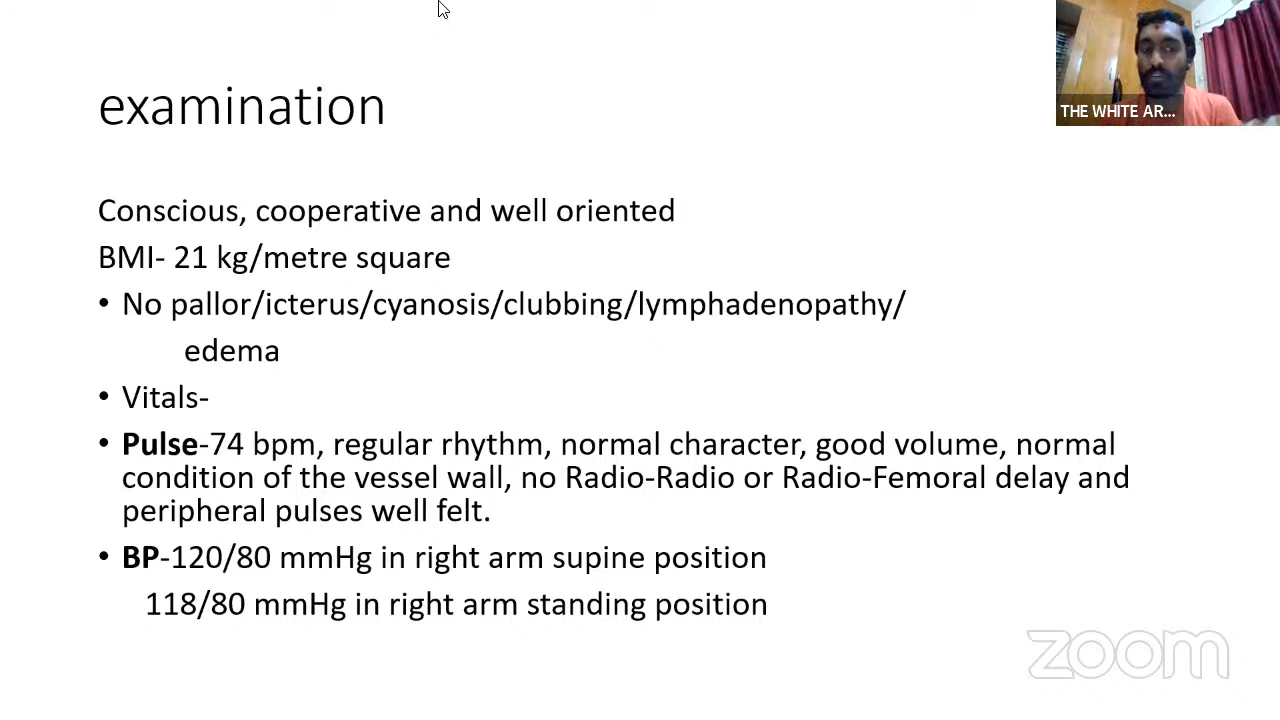 THE WHITE AR...
examination
Conscious, cooperative and well oriented
BMI- 21 kg/metre square
• No pallor/icterus/cyanosis/clubbing/lymphadenopathy/
edema
• Vitals-
• Pulse-74 bpm, regular rhythm, normal character, good volume, normal
condition of the vessel wall, no Radio-Radio or Radio-Femoral delay and
peripheral pulses well felt.
• BP-120/80 mmHg in right arm supine position
118/80 mmHg in right arm standing position
zoom